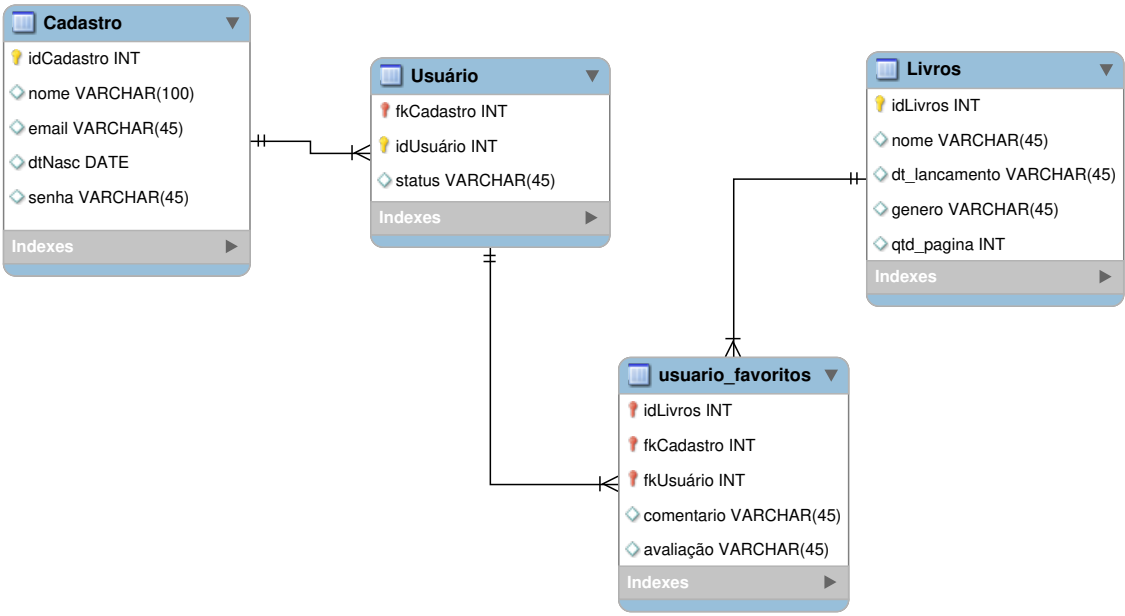 Cadastro
idCadastro INT
nome VARCHAR(100)
email VARCHAR(45)
dtNasc DATE
senha VARCHAR(45)
Indexes
Usuário
fkCadastro INT
idUsuário INT
status VARCHAR(45)
Indexes
Livros
idLivros INT
nome VARCHAR(45)
dt_lancamento VARCHAR(45)
genero VARCHAR(45)
qtd_pagina INT
Indexes
usuario_favoritos
idLivros INT
fkCadastro INT
fkUsuário INT
comentario VARCHAR(45)
avaliação VARCHAR(45)
Indexes